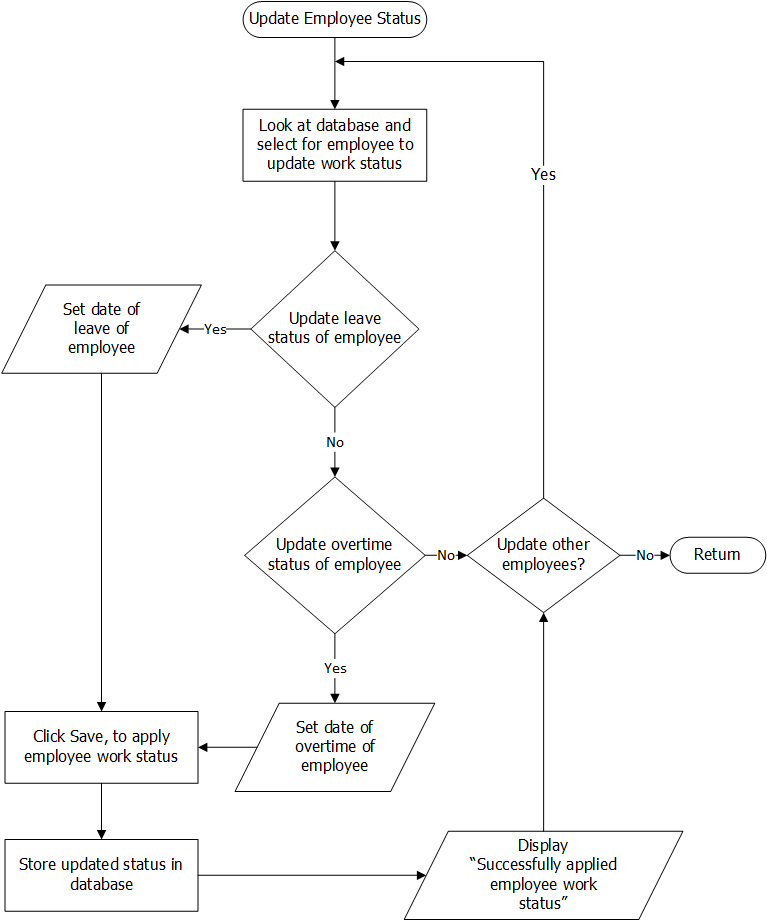 Update Employee Status
Look at database and
select for employee to
update work status
Yes
Set date of
leave of
employee
Yes
Update leave
status of employee
No
Update overtime
status of employee
No
Update other
employees?
No
Return
Yes
Click Save, to apply
employee work status
Set date of
overtime of
employee
Store updated status in
database
Display
“Successfully applied
employee work
status”